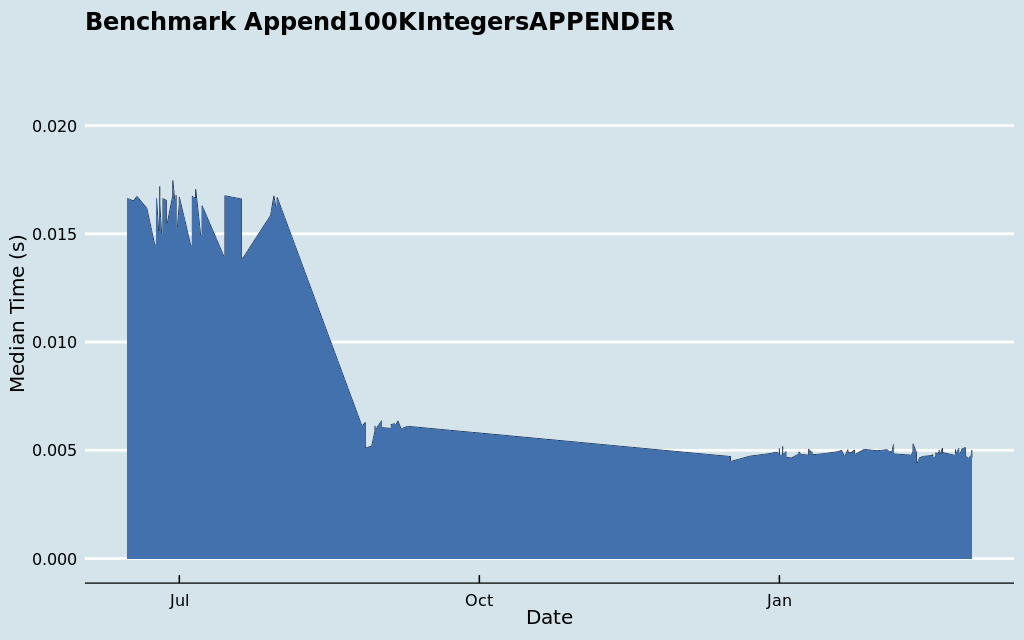 Benchmark Append100KIntegersAPPENDER
0.020
0.015
0.010
0.005
0.000
Median Time (s)
Jul
Oct
Jan
Date